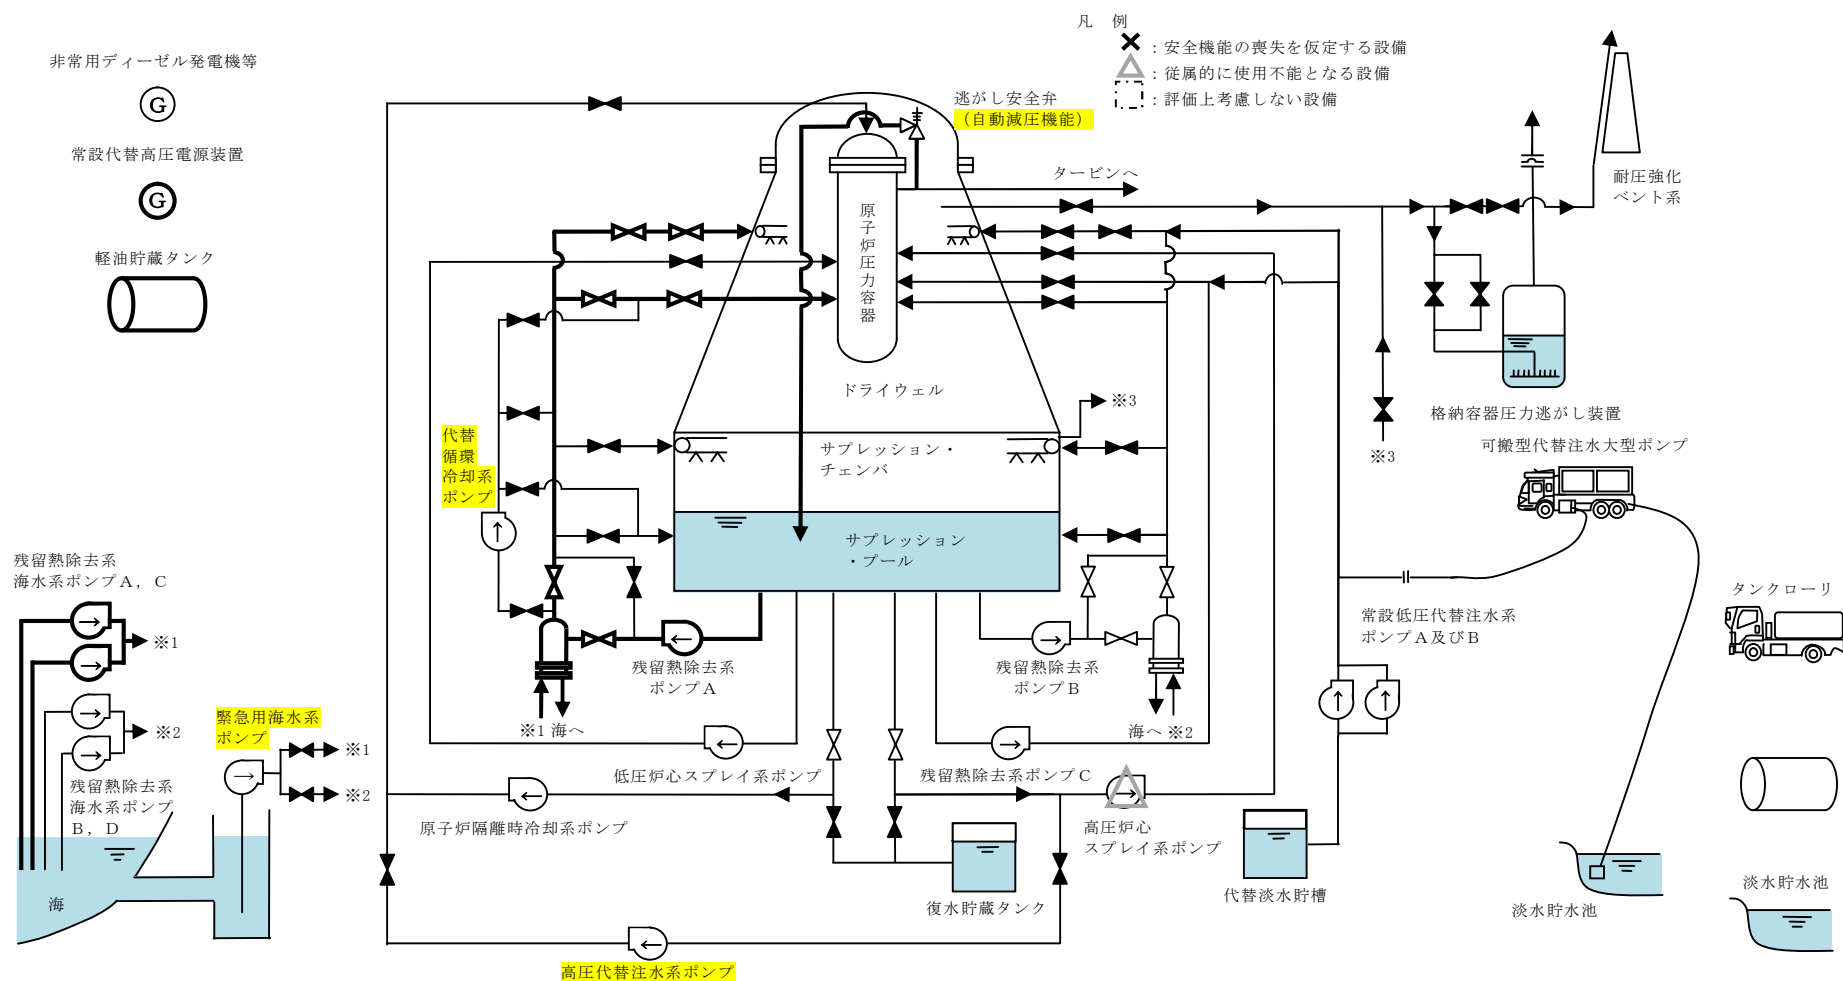 凡　例
：安全機能の喪失を仮定する設備
：従属的に使用不能となる設備
：評価上考慮しない設備
非常用ディーゼル発電機等
G
常設代替高圧電源装置
G
軽油貯蔵タンク
逃がし安全弁
（自動減圧機能）
タービンへ
耐圧強化
ベント系
原子炉圧力容器
ドライウェル
※3
サプレッション・
チェンバ
サプレッション
・プール
代替
循環
冷却系
ポンプ
格納容器圧力逃がし装置
可搬型代替注水大型ポンプ
※3
残留熱除去系
海水系ポンプA，C
※1
※2
残留熱除去系
海水系ポンプ
B，D
緊急用海水系
ポンプ
※1
※2
海
残留熱除去系
ポンプA
※1 海へ
残留熱除去系
ポンプB
海へ ※2
常設低圧代替注水系
ポンプA及びB
タンクローリ
低圧炉心スプレイ系ポンプ
残留熱除去系ポンプC
原子炉隔離時冷却系ポンプ
高圧炉心
スプレイ系ポンプ
復水貯蔵タンク
代替淡水貯槽
淡水貯水池
淡水貯水池
高圧代替注水系ポンプ